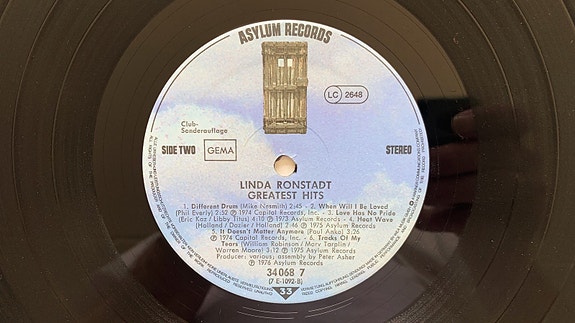 ASYLUM RECORDS
LC 2648
Club-
Sonderauflage
SIDE TWO
GEMA
STEREO
LINDA RONSTADT
GREATEST HITS
1. Different Drum (Mike Nesmith) 2:45 - 2. When Will I Be Loved
(Phil Everly) 2:52 ℗ 1974 Capitol Records, Inc. - 3. Love Has No Pride
(Eric Kaz / Libby Titus) 4:10 ℗ 1973 Asylum Records - 4. Heat Wave
(Holland / Dozier / Holland) 2:46 ℗ 1975 Asylum Records
5. It Doesn't Matter Anymore (Paul Anka) 3:26
℗ 1974 Capitol Records, Inc. - 6. Tracks Of My
Tears (William Robinson / Marv Tarplin /
Warren Moore) 3:12 ℗ 1975 Asylum Records
Producer: various; assembly by Peter Asher
℗ 1976 Asylum Records
34 068 7
(7 E-1092-B)
33